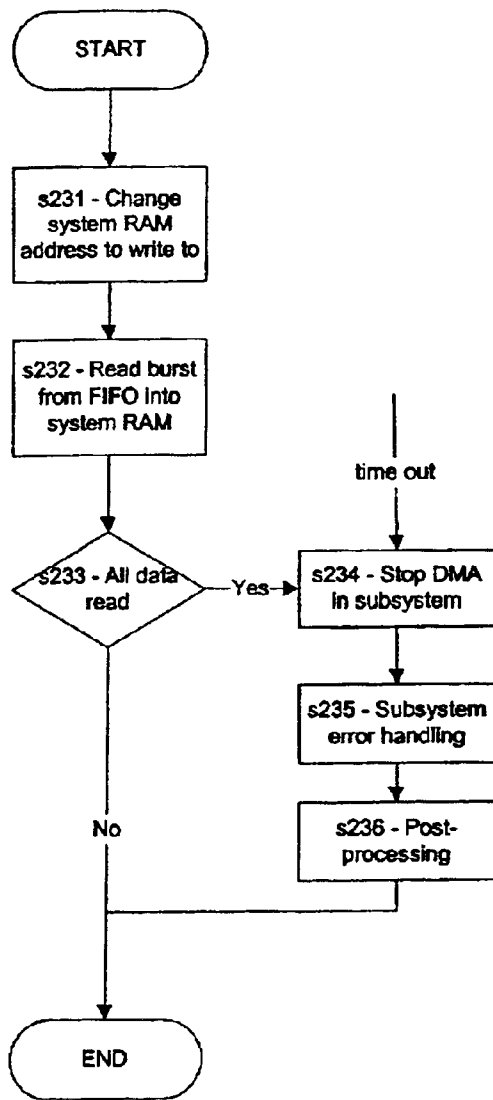 START
s231 - Change
system RAM
address to write to
s232 - Read burst
from FIFO into
system RAM
time out
s233 - All data
read
Yes
s234 - Stop DMA
in subsystem
s235 - Subsystem
error handling
No
s236 - Post-
processing
END